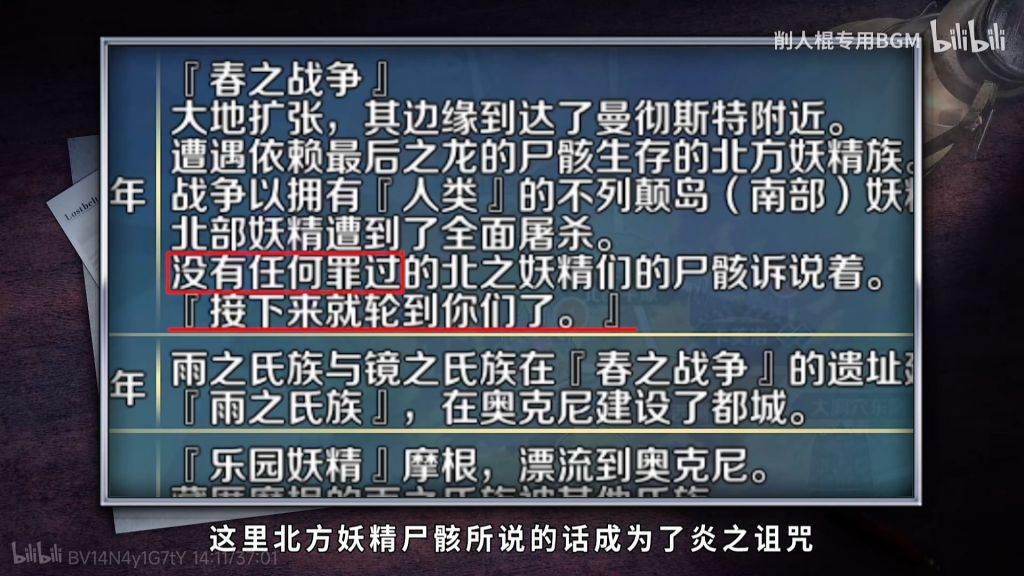 削人棍专用BGM bilibili
『春之战争』
大地扩张，其边缘到达了曼彻斯特附近。
遭遇依赖最后之龙的尸骸生存的北方妖精族。
年 战争以拥有『人类』的不列颠岛（南部）妖精
北部妖精遭到了全面屠杀。
没有任何罪过的北之妖精们的尸骸诉说着。
『接下来就轮到你们了。』
雨之氏族与镜之氏族在『春之战争』的遗址
年
『雨之氏族』，在奥克尼建设了都城。
『乐园妖精』摩根，漂流到奥克尼。
Lostbelt
这里北方妖精尸骸所说的话成为了炎之诅咒
bilibili BV14N4y1G7tY 14:11/37:01